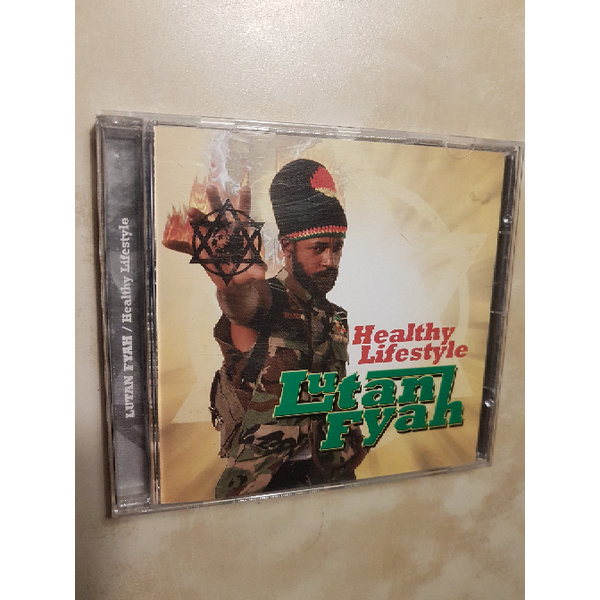 LUTAN FYAH / Healthy Lifestyle
Healthy
Lifestyle
Lutan
Fyah